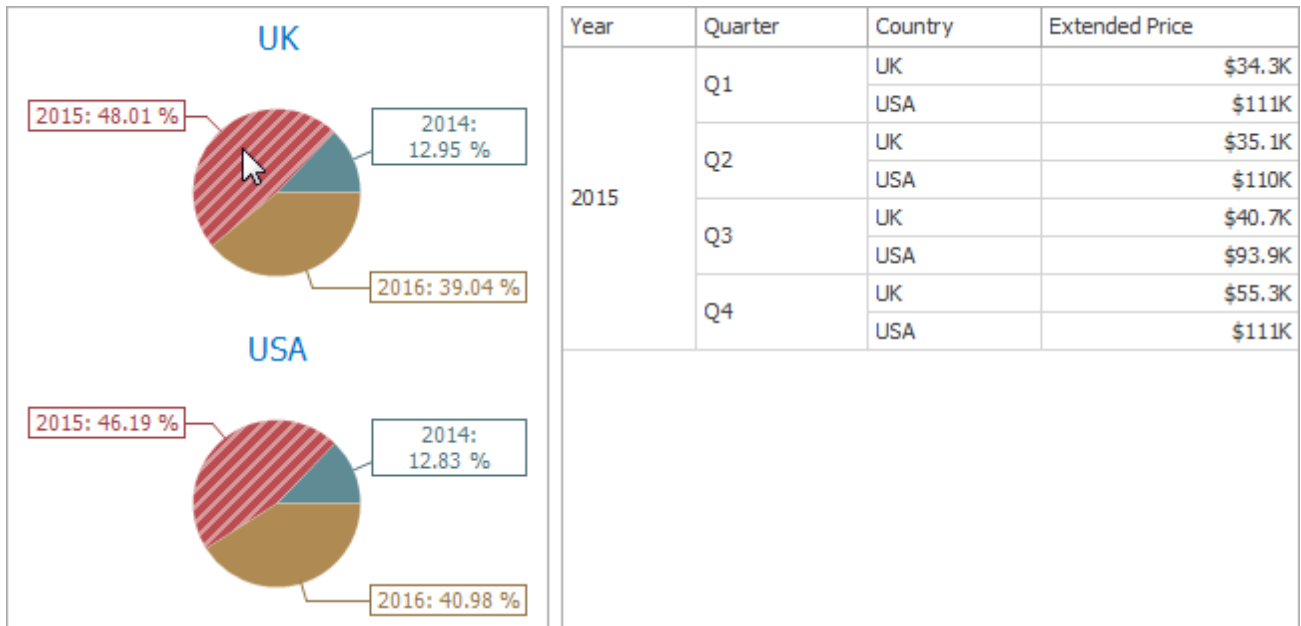 UK
2015: 48.01 %
2014:
12.95 %
2016: 39.04 %
USA
2015: 46.19 %
2014:
12.83 %
2016: 40.98 %
Year Quarter Country Extended Price
2015
Q1
UK $34.3K
USA $111K
Q2
UK $35.1K
USA $110K
Q3
UK $40.7K
USA $93.9K
Q4
UK $55.3K
USA $111K